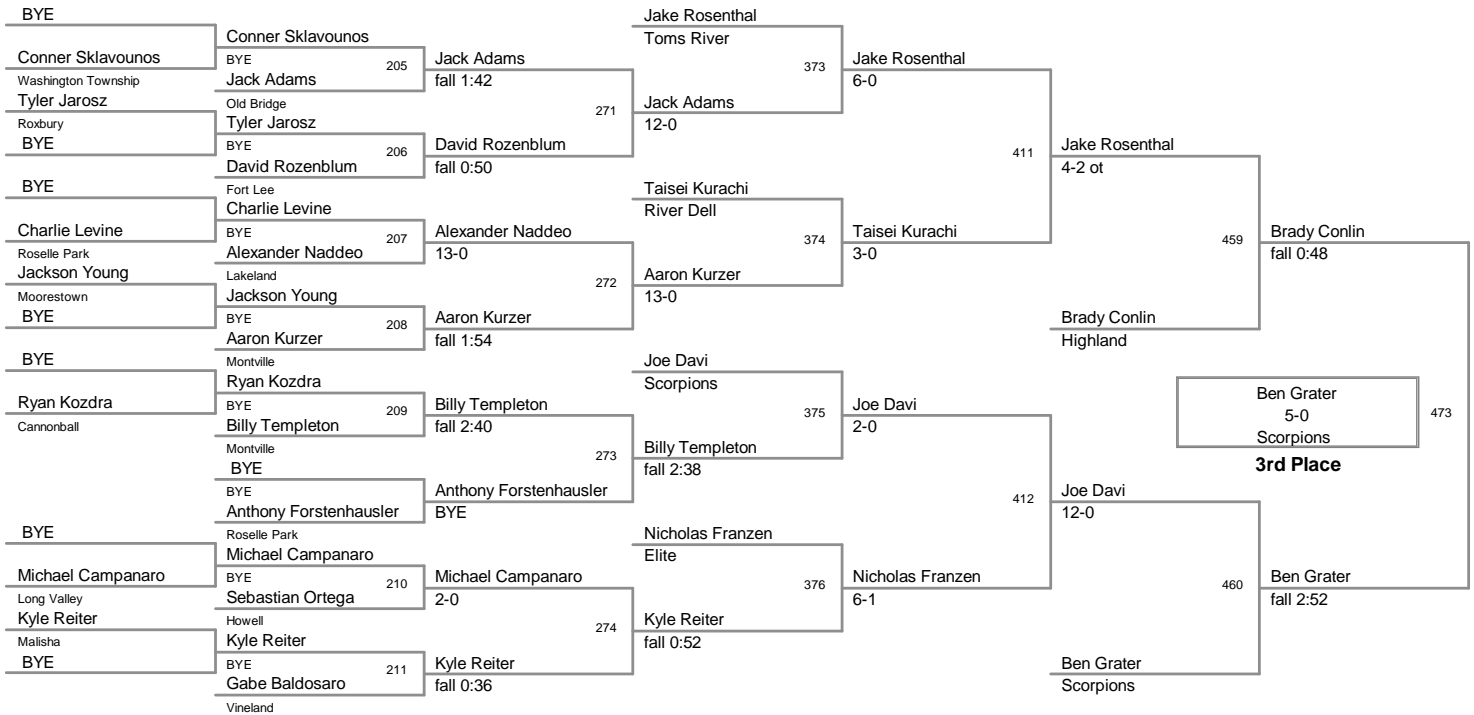 BYE
Conner Sklavounos
Washington Township
Tyler Jarosz
Roxbury
BYE
BYE
Charlie Levine
Roselle Park
Jackson Young
Moorestown
BYE
BYE
Ryan Kozdra
Cannonball
BYE
Michael Campanaro
Long Valley
Kyle Reiter
Malisha
BYE
Conner Sklavounos
BYE
205
Jack Adams
Old Bridge
Tyler Jarosz
BYE
206
David Rozenblum
Fort Lee
Charlie Levine
BYE
207
Alexander Naddeo
Lakeland
Jackson Young
BYE
208
Aaron Kurzer
Montville
Ryan Kozdra
BYE
209
Billy Templeton
Montville
BYE
BYE
Anthony Forstenhausler
Roselle Park
Michael Campanaro
BYE
210
Sebastian Ortega
Howell
Kyle Reiter
BYE
211
Gabe Baldosaro
Vineland
Jack Adams
fall 1:42
271
David Rozenblum
fall 0:50
Alexander Naddeo
13-0
272
Aaron Kurzer
fall 1:54
Billy Templeton
fall 2:40
273
Anthony Forstenhausler
BYE
Michael Campanaro
2-0
274
Kyle Reiter
fall 0:36
Jake Rosenthal
Toms River
373
Jack Adams
12-0
Taisei Kurachi
River Dell
374
Aaron Kurzer
13-0
Joe Davi
Scorpions
375
Billy Templeton
fall 2:38
Nicholas Franzen
Elite
376
Kyle Reiter
fall 0:52
Jake Rosenthal
6-0
411
Taisei Kurachi
3-0
Joe Davi
2-0
412
Nicholas Franzen
6-1
Jake Rosenthal
4-2 ot
459
Brady Conlin
Highland
Joe Davi
12-0
460
Ben Grater
Scorpions
Brady Conlin
fall 0:48
Ben Grater
5-0
Scorpions
473
3rd Place
Ben Grater
fall 2:52